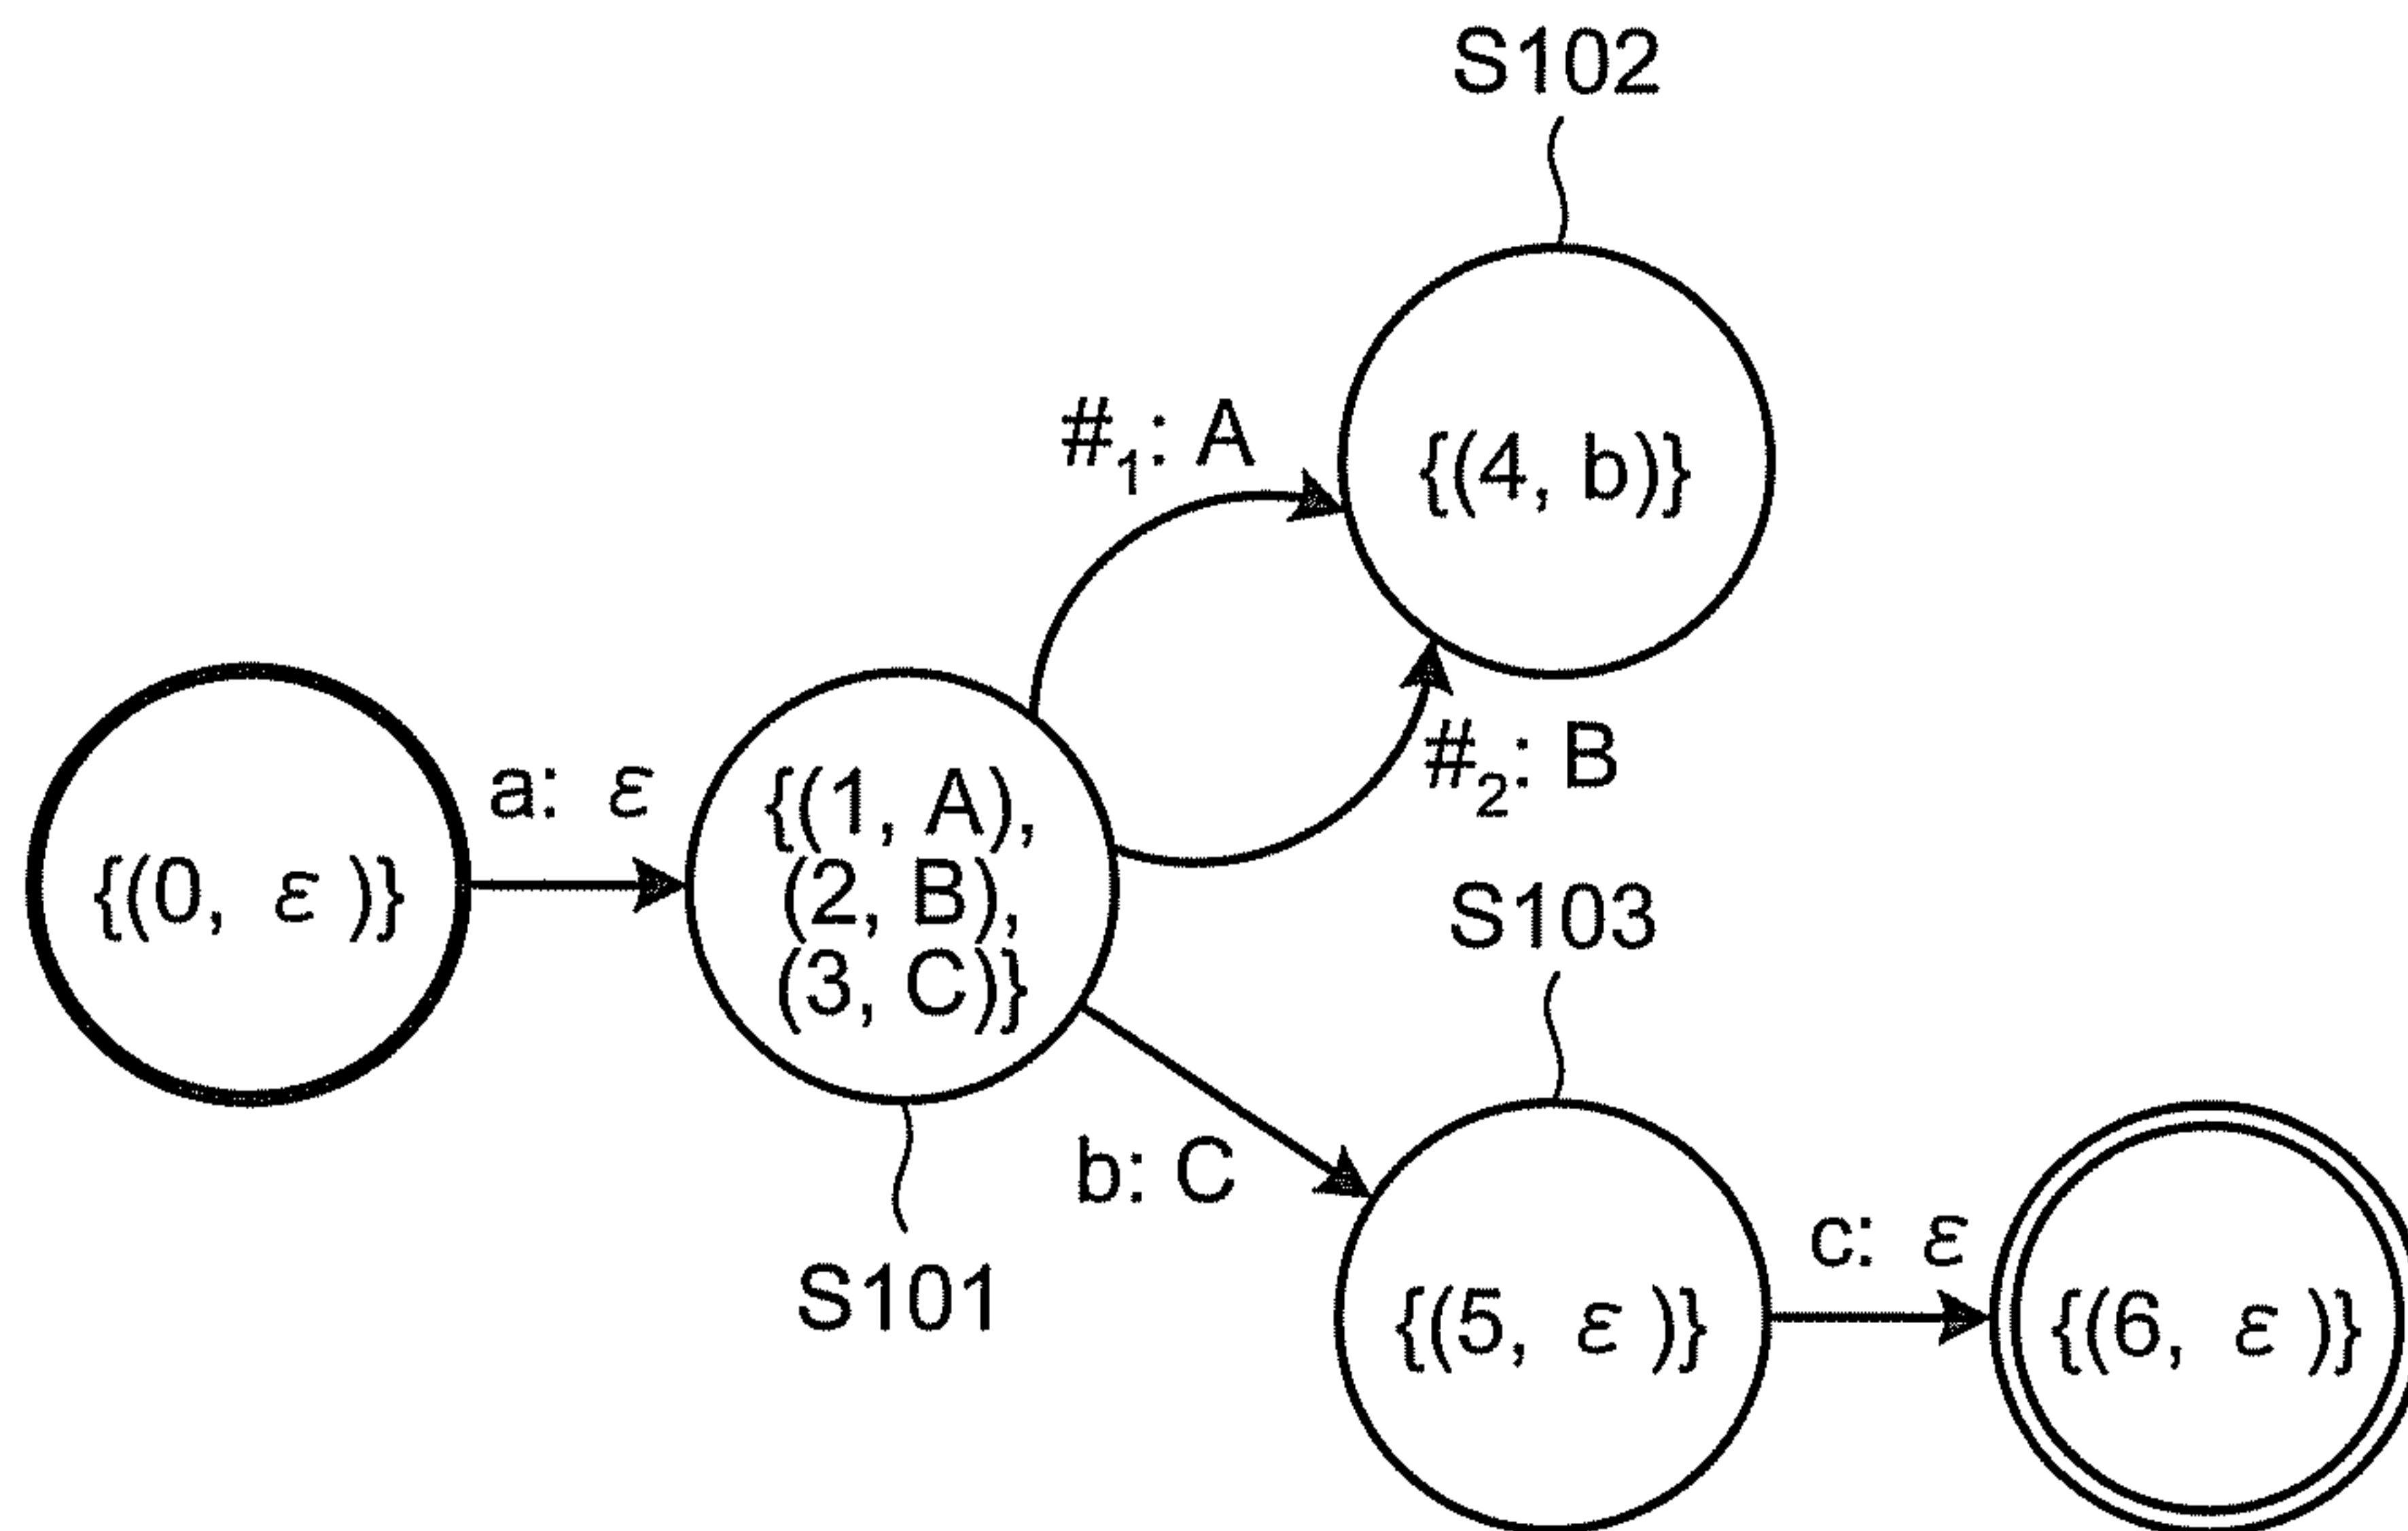 S102
#₁: A
{(4, b)}
#₂: B
a: ε
{(0, ε )}
{(1, A),
(2, B),
(3, C)}
S103
b: C
S101
c: ε
{(5, ε )}
{(6, ε )}